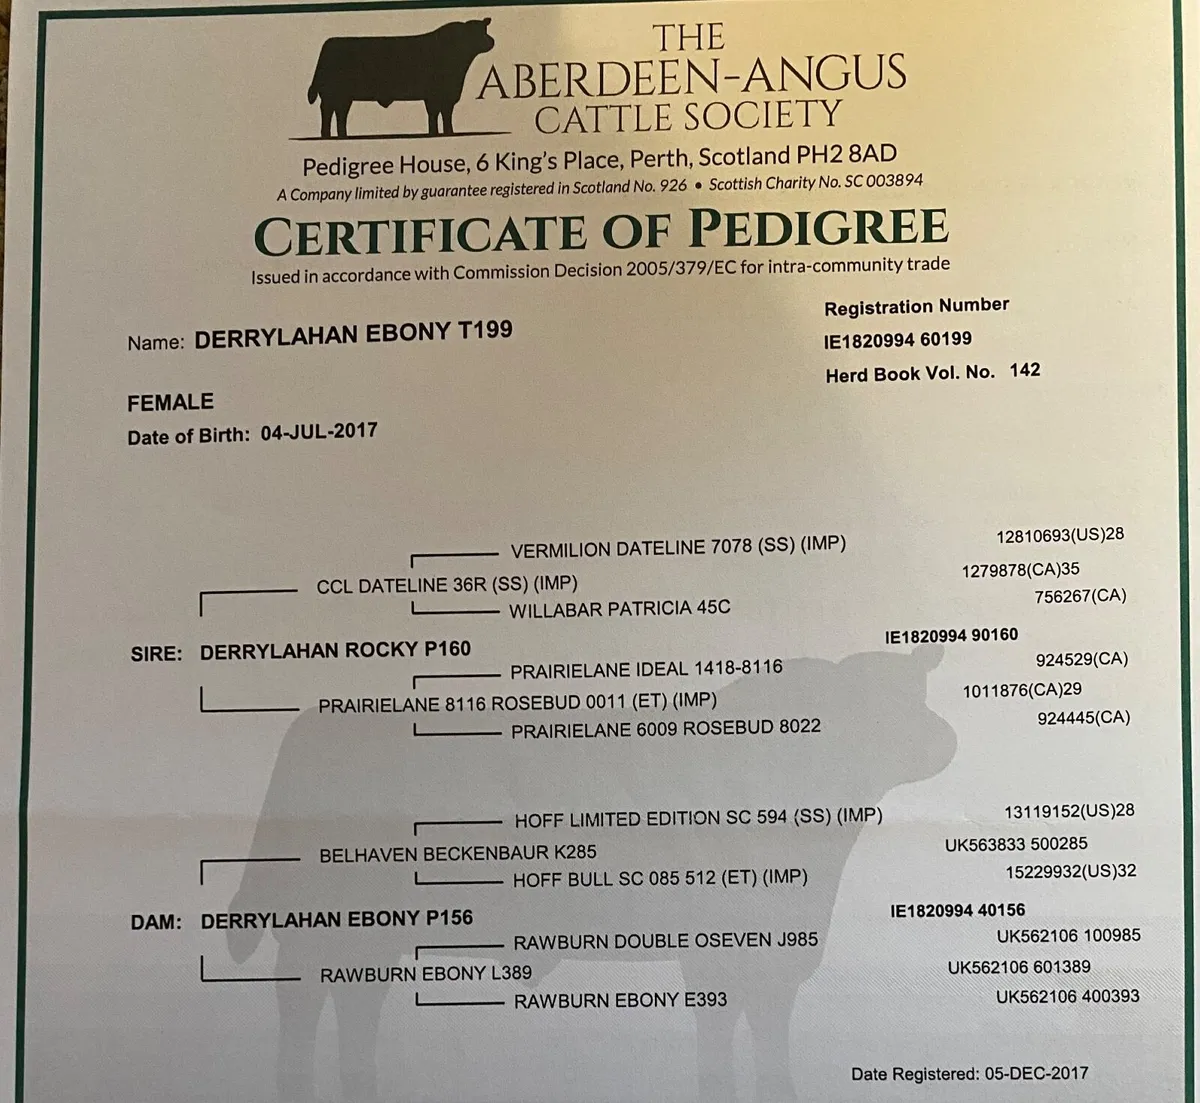 THE
ABERDEEN-ANGUS
CATTLE SOCIETY
Pedigree House, 6 King's Place, Perth, Scotland PH2 8AD
A Company limited by guarantee registered in Scotland No. 926 • Scottish Charity No. SC 003894
CERTIFICATE OF PEDIGREE
Issued in accordance with Commission Decision 2005/379/EC for intra-community trade
Registration Number
Name: DERRYLAHAN EBONY T199
IE1820994 60199
Herd Book Vol. No. 142
FEMALE
Date of Birth: 04-JUL-2017
VERMILION DATELINE 7078 (SS) (IMP) 12810693(US)28
CCL DATELINE 36R (SS) (IMP) 1279878(CA)35
WILLABAR PATRICIA 45C 756267(CA)
SIRE: DERRYLAHAN ROCKY P160 IE1820994 90160
PRAIRIELANE IDEAL 1418-8116 924529(CA)
PRAIRIELANE 8116 ROSEBUD 0011 (ET) (IMP) 1011876(CA)29
PRAIRIELANE 6009 ROSEBUD 8022 924445(CA)
HOFF LIMITED EDITION SC 594 (SS) (IMP) 13119152(US)28
BELHAVEN BECKENBAUR K285 UK563833 500285
HOFF BULL SC 085 512 (ET) (IMP) 15229932(US)32
DAM: DERRYLAHAN EBONY P156 IE1820994 40156
RAWBURN DOUBLE OSEVEN J985 UK562106 100985
RAWBURN EBONY L389 UK562106 601389
RAWBURN EBONY E393 UK562106 400393
Date Registered: 05-DEC-2017